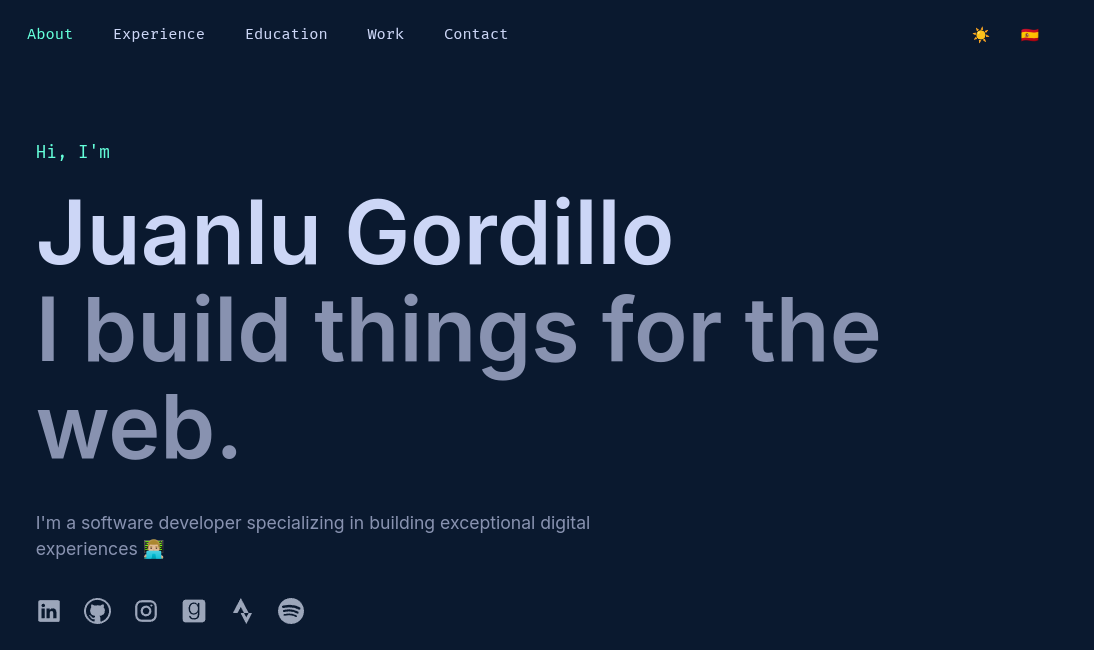 About Experience Education Work Contact
Hi, I'm
Juanlu Gordillo
I build things for the
web.
I'm a software developer specializing in building exceptional digital
experiences 👨🏼‍💻